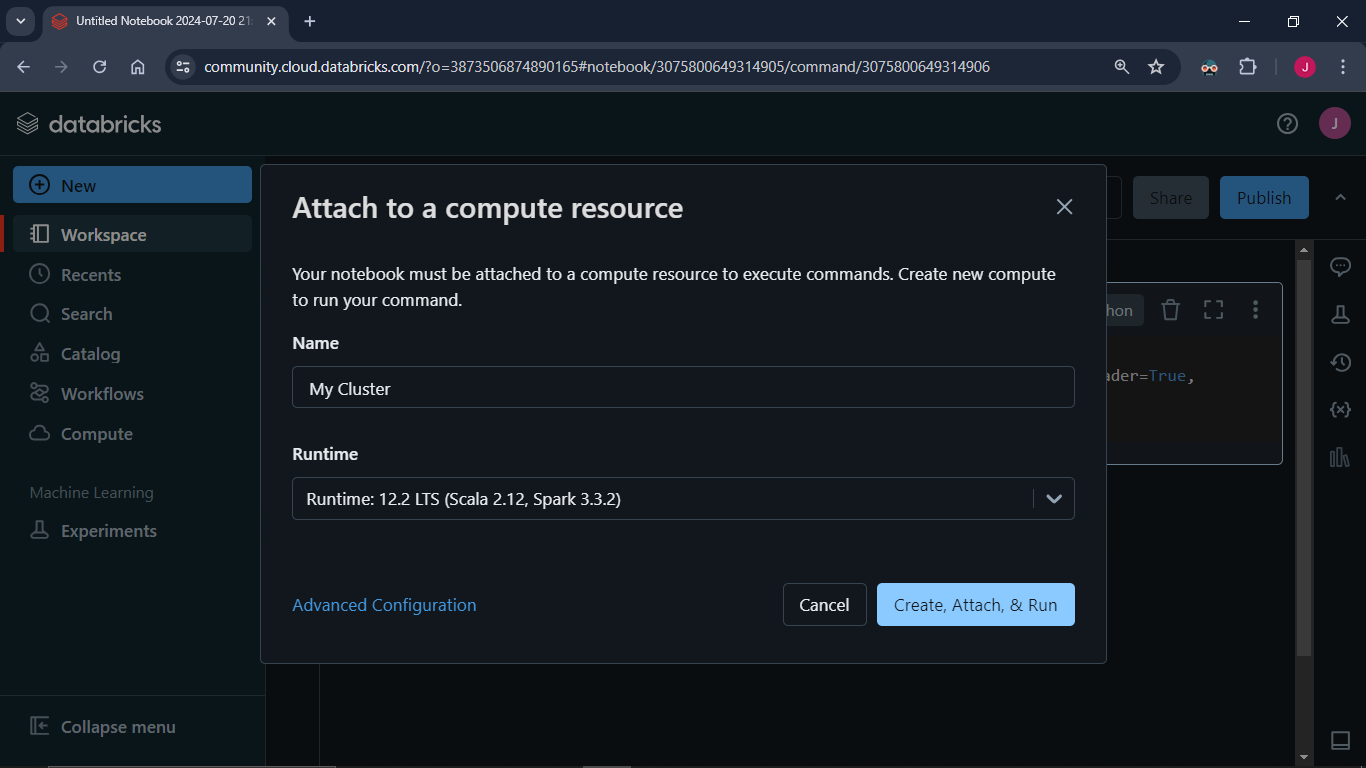 Untitled Notebook 2024-07-20 21:
community.cloud.databricks.com/?o=3873506874890165#notebook/3075800649314905/command/3075800649314906
J
databricks
J
New
Workspace
Recents
Search
Catalog
Workflows
Compute
Machine Learning
Experiments
Collapse menu
Share
Publish
hon
ader=True,
Attach to a compute resource
Your notebook must be attached to a compute resource to execute commands. Create new compute
to run your command.
Name
My Cluster
Runtime
Runtime: 12.2 LTS (Scala 2.12, Spark 3.3.2)
Advanced Configuration
Cancel
Create, Attach, & Run